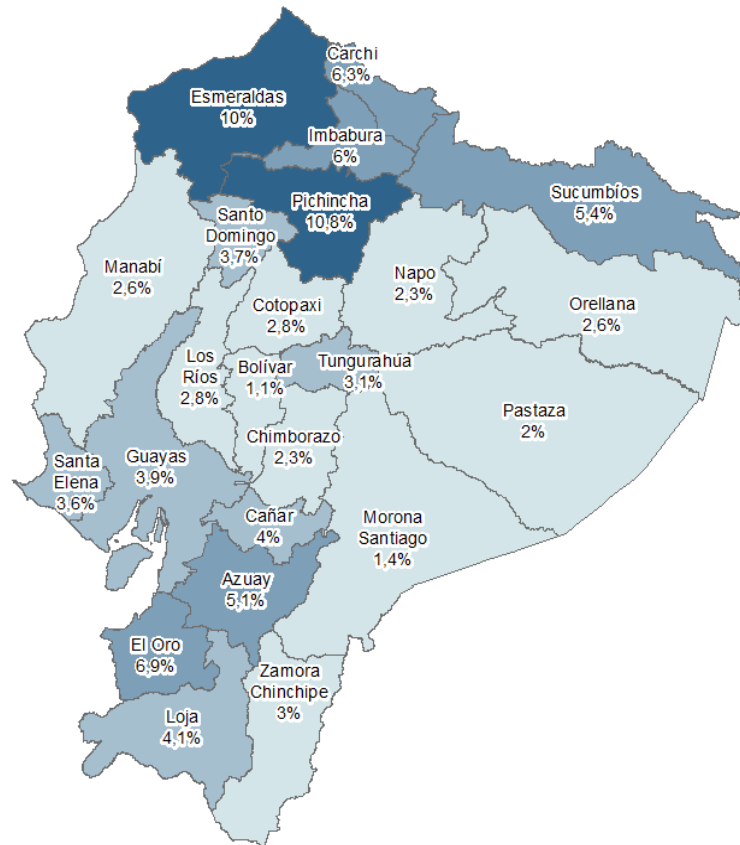 Carchi
6,3%
Esmeraldas
10%
Imbabura
6%
Sucumbíos
5,4%
Pichincha
10,8%
Santo
Domingo
3,7%
Manabí
2,6%
Napo
2,3%
Cotopaxi
2,8%
Orellana
2,6%
Los
Ríos
2,8%
Bolívar
1,1%
Tungurahua
3,1%
Pastaza
2%
Chimborazo
2,3%
Santa
Elena
3,6%
Guayas
3,9%
Cañar
4%
Morona
Santiago
1,4%
Azuay
5,1%
El Oro
6,9%
Zamora
Chinchipe
3%
Loja
4,1%